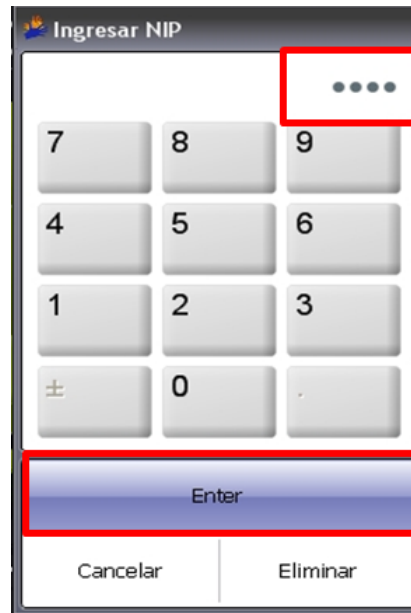 Ingresar NIP
••••
7 8 9
4 5 6
1 2 3
± 0 .
Enter
Cancelar Eliminar